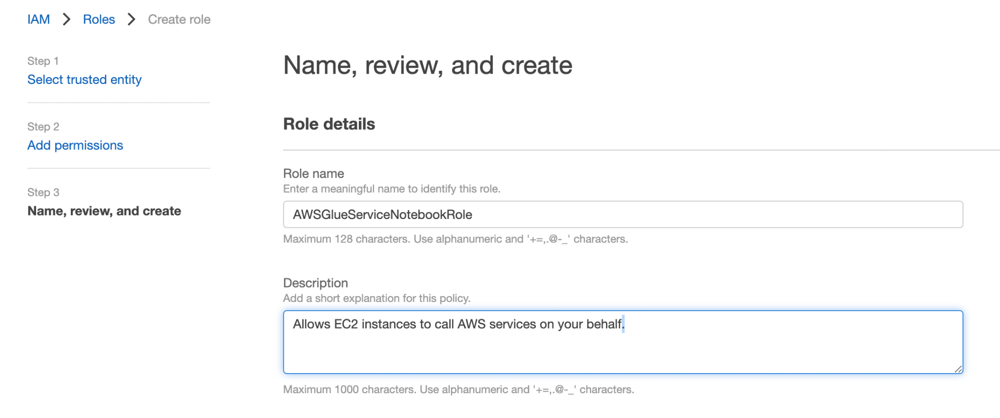 IAM Roles Create role
Step 1
Select trusted entity
Step 2
Add permissions
Step 3
Name, review, and create
Name, review, and create
Role details
Role name
Enter a meaningful name to identify this role.
AWSGlueServiceNotebookRole
Maximum 128 characters. Use alphanumeric and '+=,.@-_' characters.
Description
Add a short explanation for this policy.
Allows EC2 instances to call AWS services on your behalf.
Maximum 1000 characters. Use alphanumeric and '+=,.@-_' characters.